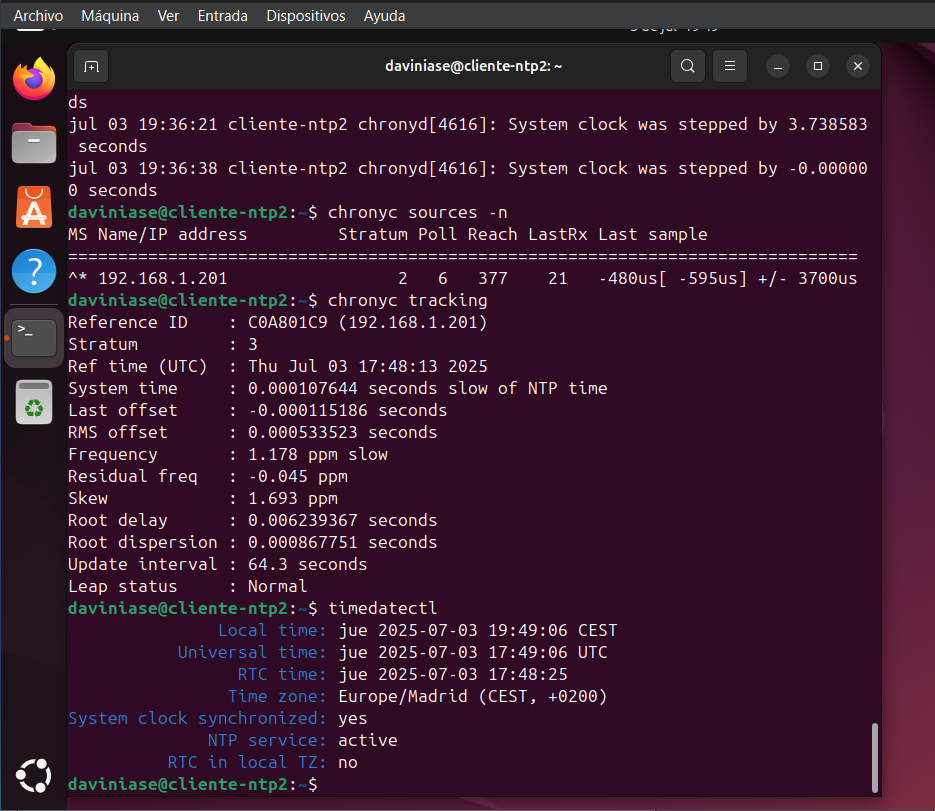 Archivo Máquina Ver Entrada Dispositivos Ayuda
daviniase@cliente-ntp2: ~
ds
jul 03 19:36:21 cliente-ntp2 chronyd[4616]: System clock was stepped by 3.738583
 seconds
jul 03 19:36:38 cliente-ntp2 chronyd[4616]: System clock was stepped by -0.00000
0 seconds
daviniase@cliente-ntp2:~$ chronyc sources -n
MS Name/IP address         Stratum Poll Reach LastRx Last sample
===============================================================================
^* 192.168.1.201                 2   6   377    21   -480us[ -595us] +/- 3700us
daviniase@cliente-ntp2:~$ chronyc tracking
Reference ID    : C0A801C9 (192.168.1.201)
Stratum         : 3
Ref time (UTC)  : Thu Jul 03 17:48:13 2025
System time     : 0.000107644 seconds slow of NTP time
Last offset     : -0.000115186 seconds
RMS offset      : 0.000533523 seconds
Frequency       : 1.178 ppm slow
Residual freq   : -0.045 ppm
Skew            : 1.693 ppm
Root delay      : 0.006239367 seconds
Root dispersion : 0.000867751 seconds
Update interval : 64.3 seconds
Leap status     : Normal
daviniase@cliente-ntp2:~$ timedatectl
               Local time: jue 2025-07-03 19:49:06 CEST
           Universal time: jue 2025-07-03 17:49:06 UTC
                 RTC time: jue 2025-07-03 17:48:25
                Time zone: Europe/Madrid (CEST, +0200)
System clock synchronized: yes
              NTP service: active
          RTC in local TZ: no
daviniase@cliente-ntp2:~$